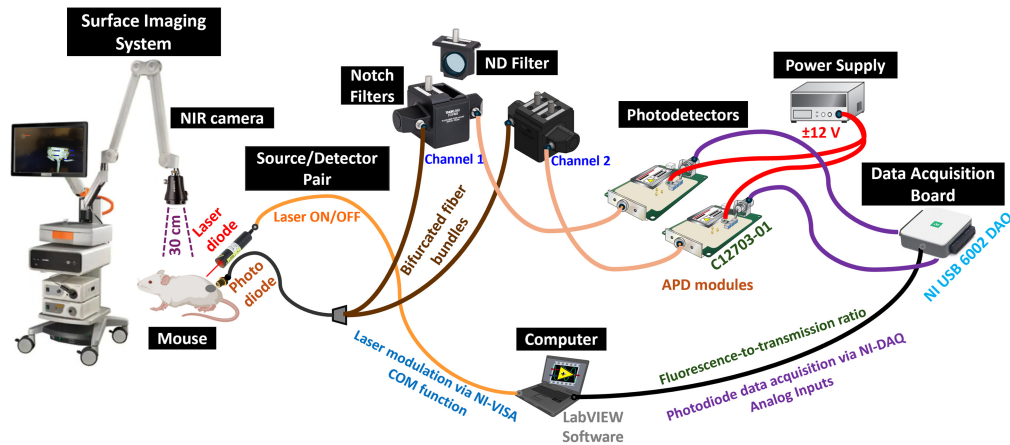 Surface Imaging
System
NIR camera
30 cm
Laser
diode
Photo
diode
Mouse
Source/Detector
Pair
Laser ON/OFF
Notch
Filters
ND Filter
Channel 1
Channel 2
Bifurcated fiber
bundles
Photodetectors
Power Supply
±12 V
C12703-01
APD modules
Data Acquisition
Board
NI USB 6002 DAQ
Computer
LabVIEW
Software
Laser modulation via NI-VISA
COM function
Fluorescence-to-transmission ratio
Photodiode data acquisition via NI-DAQ
Analog Inputs